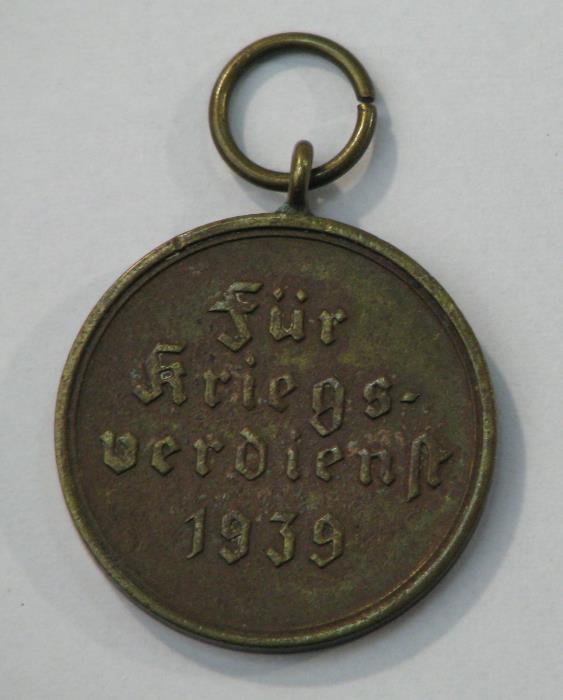 Für
Kriegs-
verdienst
1939